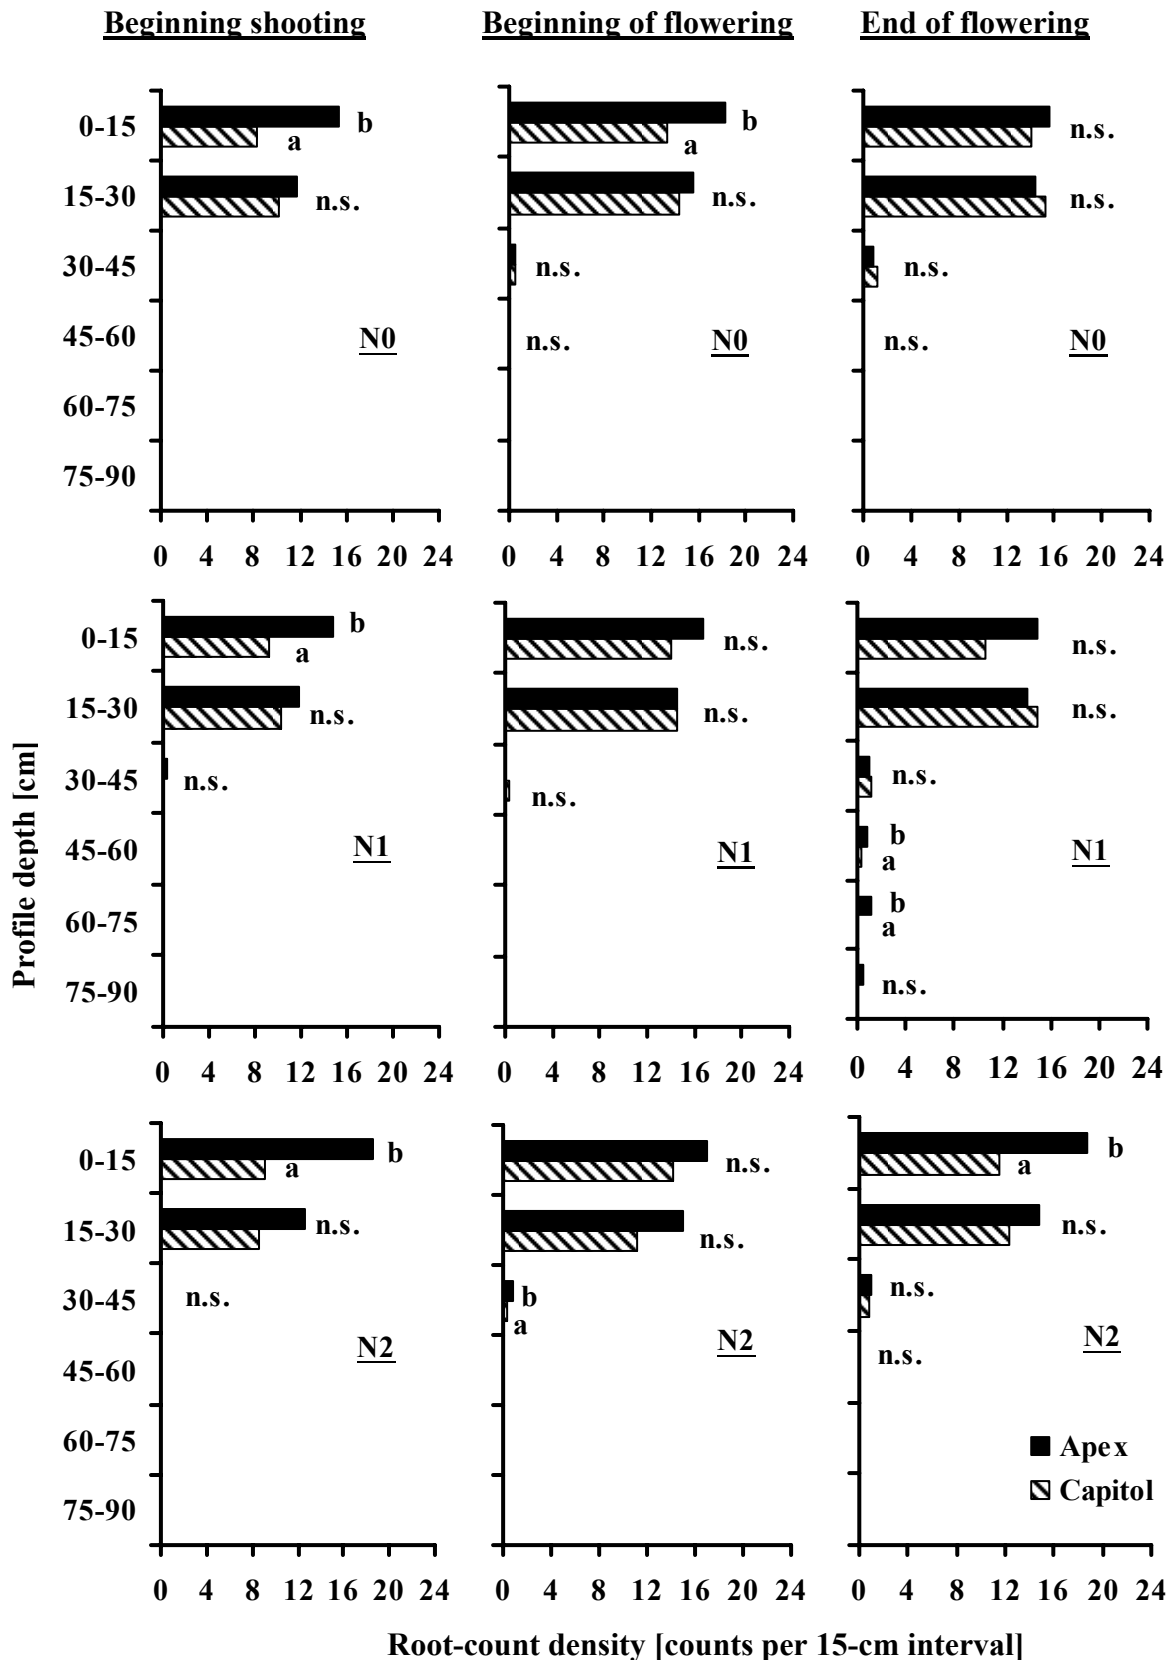 Beginning shooting Beginning of flowering End of flowering
0-15 b b n.s.
a a
15-30 n.s. n.s. n.s.
30-45 n.s. n.s.
45-60 N0 n.s. N0 n.s. N0
60-75
75-90
0 4 8 12 16 20 24 0 4 8 12 16 20 24 0 4 8 12 16 20 24
0-15 b n.s. n.s.
a
15-30 n.s. n.s. n.s.
30-45 n.s. n.s. n.s.
45-60 N1 N1 b N1
a
60-75 b
a
75-90 n.s.
0 4 8 12 16 20 24 0 4 8 12 16 20 24 0 4 8 12 16 20 24
Profile depth [cm]
0-15 b n.s. b
a a
15-30 n.s. n.s. n.s.
30-45 n.s. b n.s.
a
45-60 N2 N2 n.s. N2
60-75
Apex
75-90 Capitol
0 4 8 12 16 20 24 0 4 8 12 16 20 24 0 4 8 12 16 20 24
Root-count density [counts per 15-cm interval]